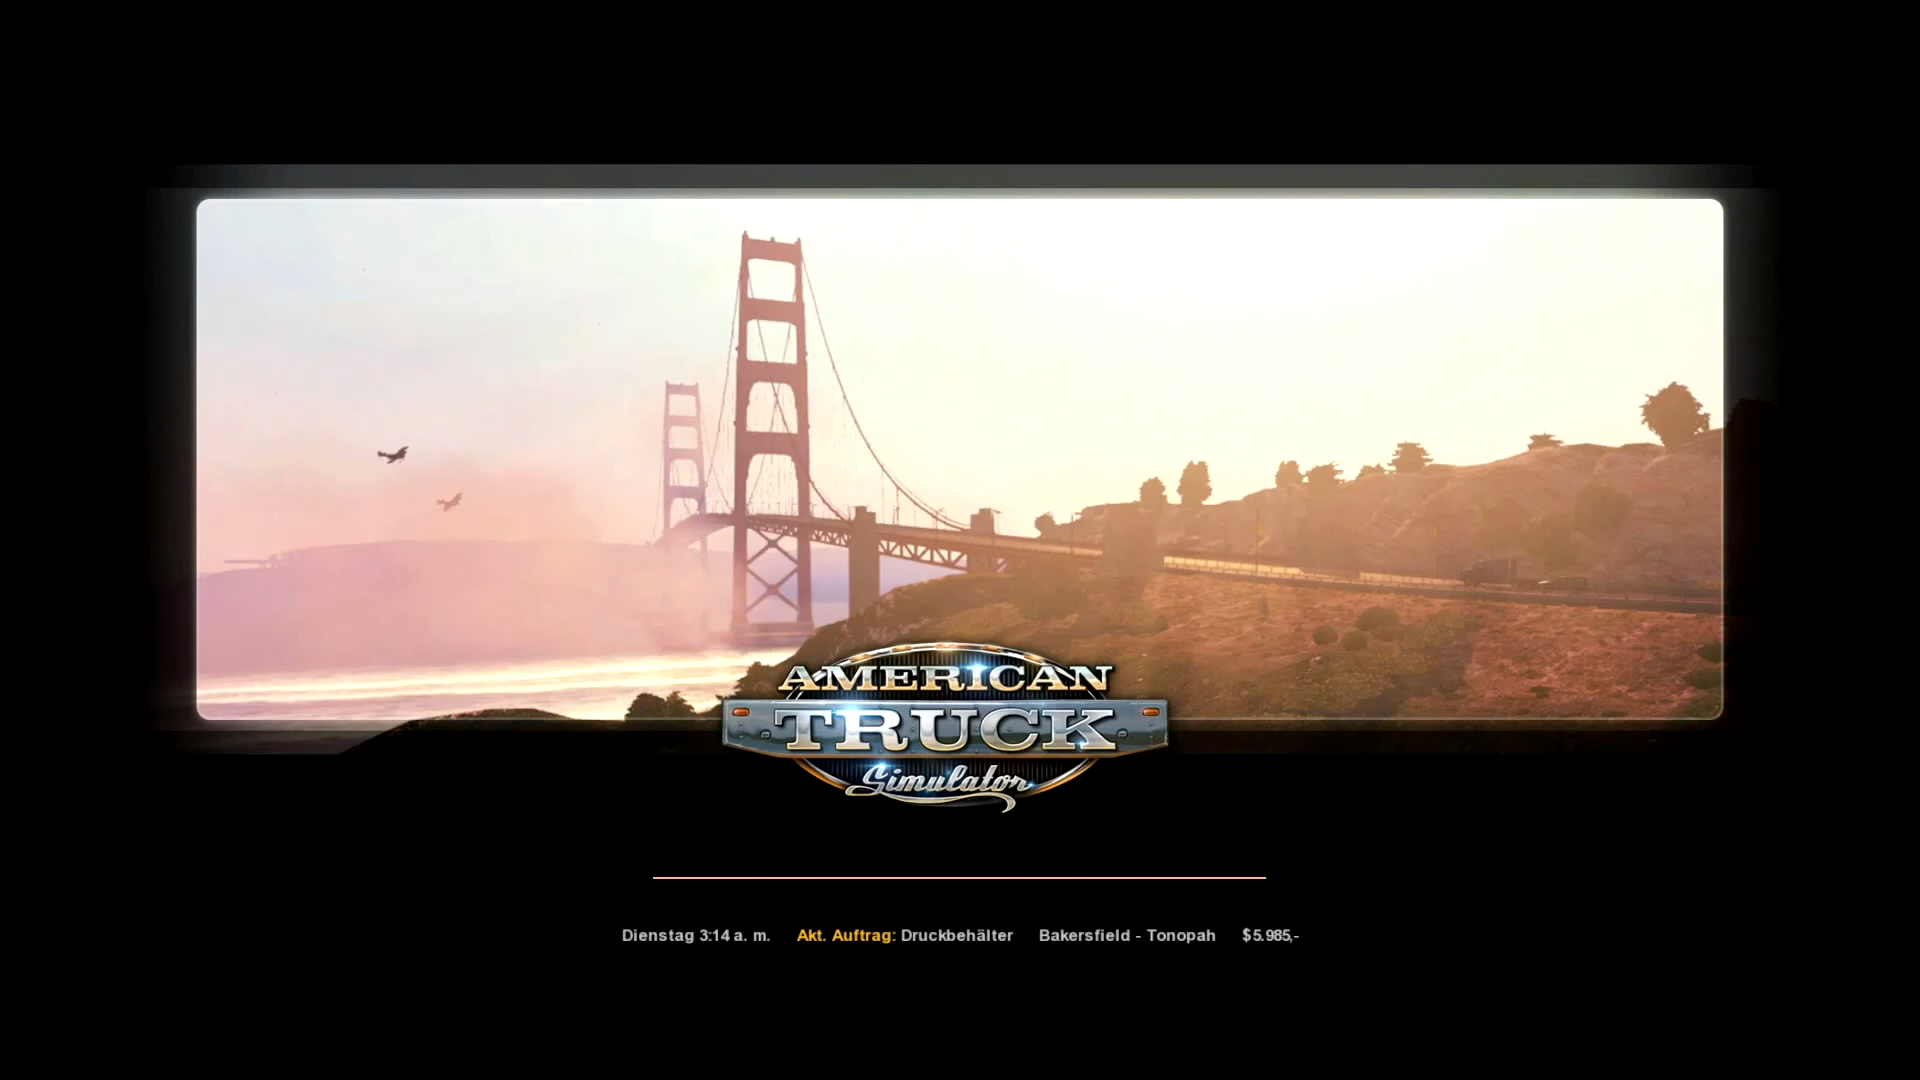 AMERICAN
TRUCK
Simulator
Dienstag 3:14 a. m. Akt. Auftrag: Druckbehälter Bakersfield - Tonopah $5.985,-